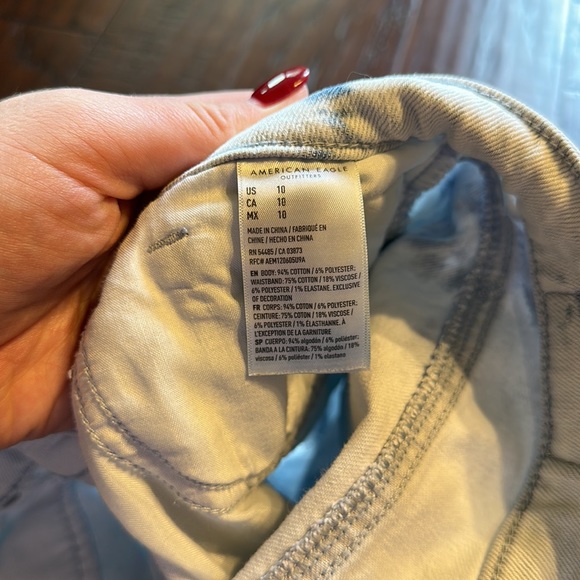 AMERICAN EAGLE
OUTFITTERS
US 10
CA 10
MX 10
MADE IN CHINA / FABRIQUÉ EN
CHINE / HECHO EN CHINA
RN 54485 / CA 03873
RFC# AEM120605U9A
EN BODY: 94% COTTON / 6% POLYESTER;
WAISTBAND: 75% COTTON / 18% VISCOSE /
6% POLYESTER / 1% ELASTANE. EXCLUSIVE
OF DECORATION
FR CORPS: 94% COTON / 6% POLYESTER;
CEINTURE: 75% COTON / 18% VISCOSE /
6% POLYESTER / 1% ÉLASTHANNE. À
L'EXCEPTION DE LA GARNITURE
SP CUERPO: 94% algodón / 6% poliéster;
BANDA A LA CINTURA: 75% algodón / 18%
viscosa / 6% poliéster / 1% elastano